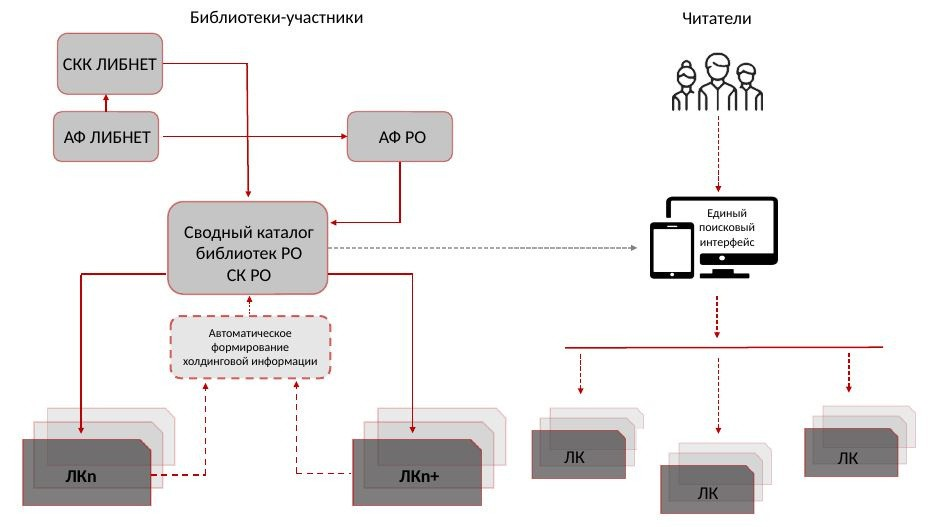 Библиотеки-участники
Читатели
СКК ЛИБНЕТ
АФ ЛИБНЕТ
АФ РО
Единый
поисковый
интерфейс
Сводный каталог
библиотек РО
СК РО
Автоматическое
формирование
холдинговой информации
ЛКn
ЛКn+
ЛК
ЛК
ЛК